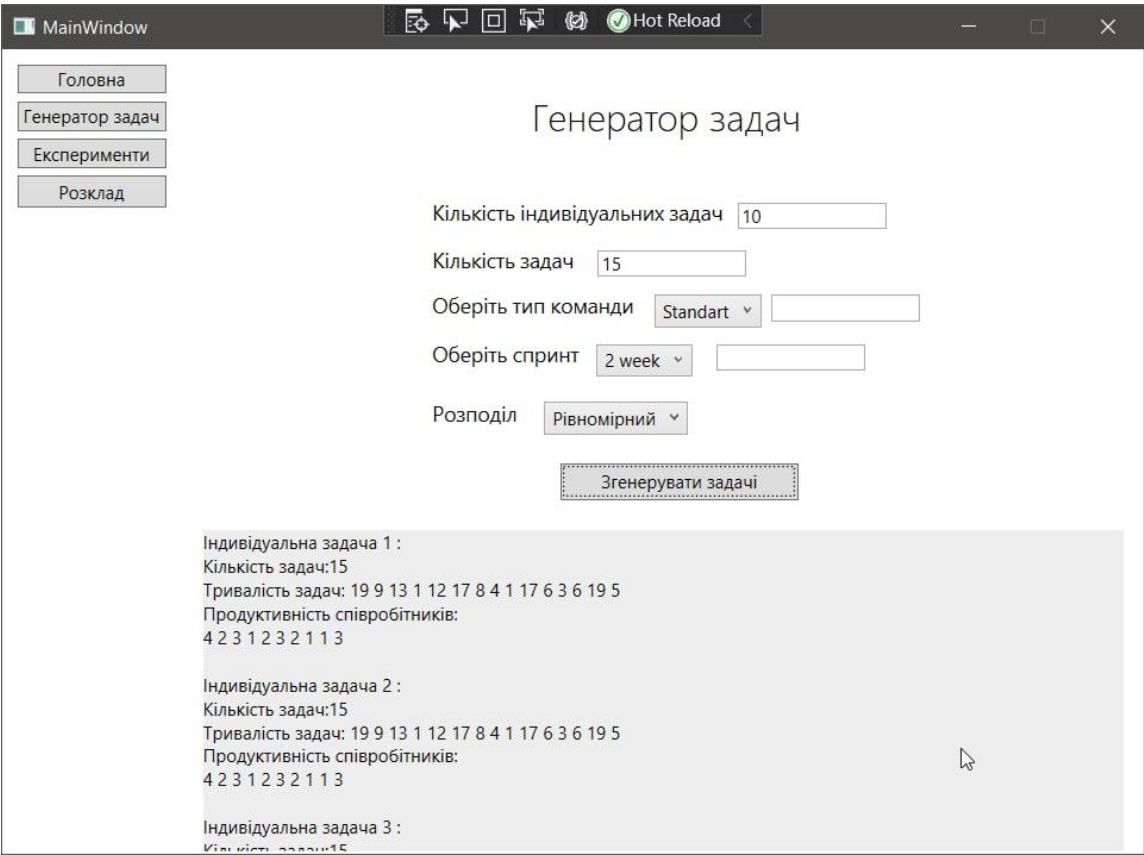 MainWindow
Hot Reload
Головна
Генератор задач
Експерименти
Розклад
Генератор задач
Кількість індивідуальних задач 10
Кількість задач 15
Оберіть тип команди Standart
Оберіть спринт 2 week
Розподіл Рівномірний
Згенерувати задачі
Індивідуальна задача 1 :
Кількість задач:15
Тривалість задач: 19 9 13 1 12 17 8 4 1 17 6 3 6 19 5
Продуктивність співробітників:
4 2 3 1 2 3 2 1 1 3
Індивідуальна задача 2 :
Кількість задач:15
Тривалість задач: 19 9 13 1 12 17 8 4 1 17 6 3 6 19 5
Продуктивність співробітників:
4 2 3 1 2 3 2 1 1 3
Індивідуальна задача 3 :
Кількість задач:15